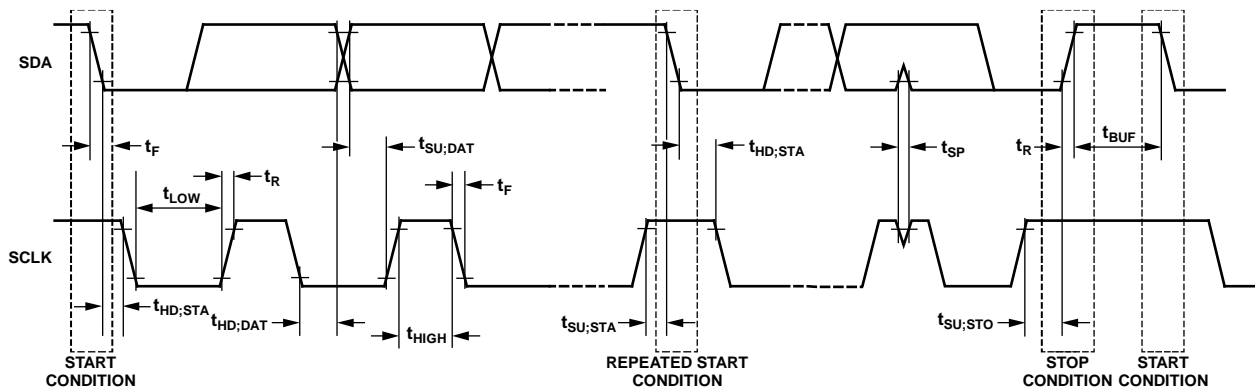 SDA
tF
tSU;DAT
tHD;STA
tSP
tR
tBUF
tLOW
tR
tF
SCLK
tHD;STA
tHD;DAT
tHIGH
tSU;STA
tSU;STO
START
CONDITION
REPEATED START
CONDITION
STOP
CONDITION
START
CONDITION